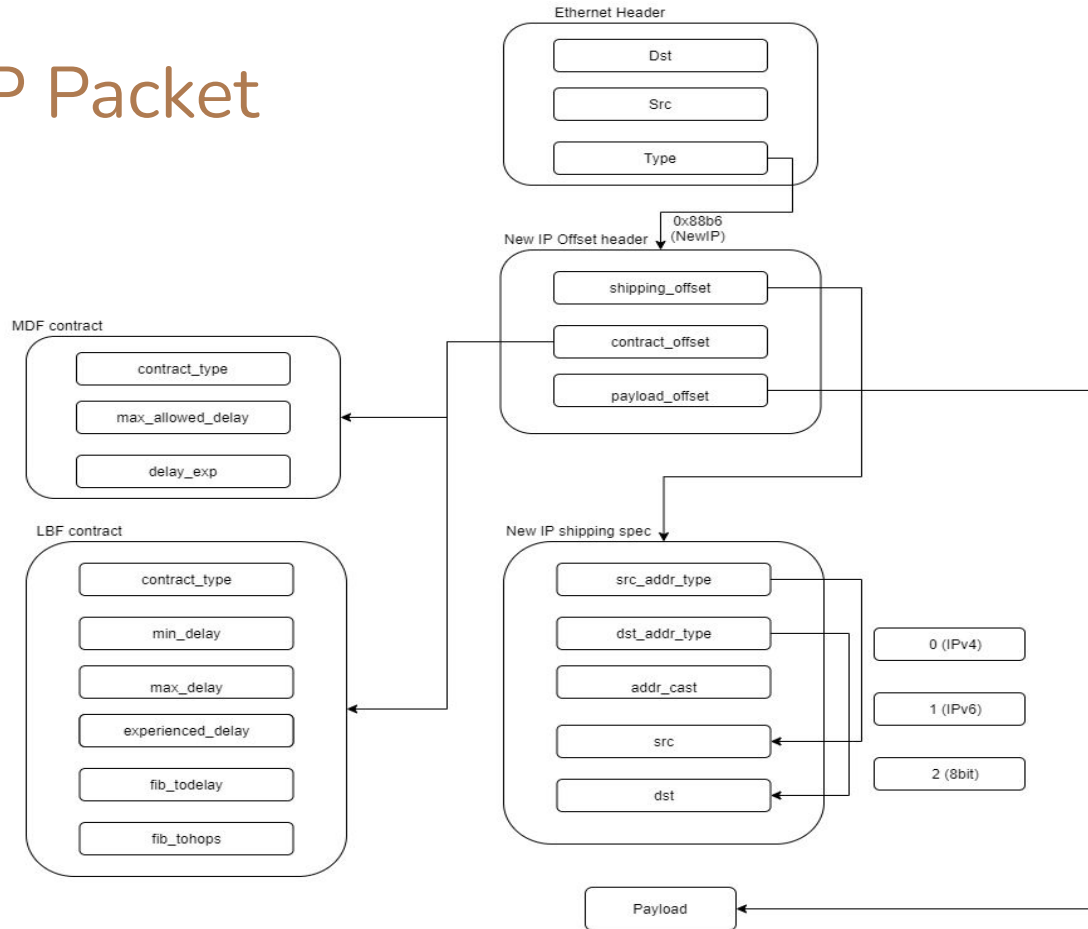 P Packet
Ethernet Header
Dst
Src
Type
0x88b6
(NewIP)
New IP Offset header
shipping_offset
contract_offset
payload_offset
MDF contract
contract_type
max_allowed_delay
delay_exp
LBF contract
contract_type
min_delay
max_delay
experienced_delay
fib_todelay
fib_tohops
New IP shipping spec
src_addr_type
dst_addr_type
addr_cast
src
dst
0 (IPv4)
1 (IPv6)
2 (8bit)
Payload